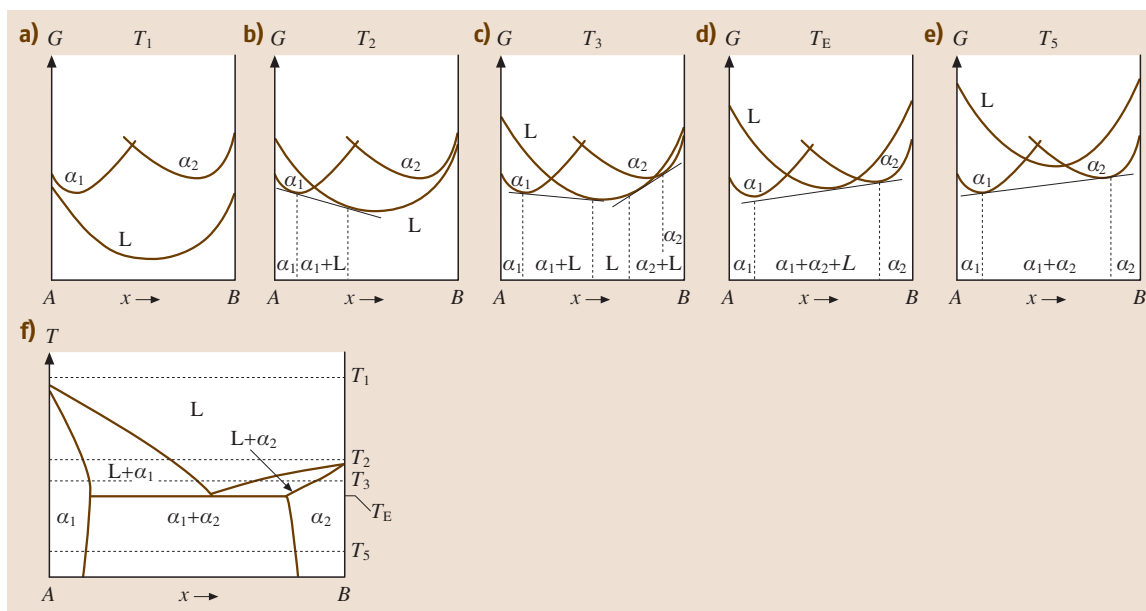 a) G T₁
α₁
α₂
L
A x B
b) G T₂
α₁
α₂
L
α₁ α₁+L
A x B
c) G T₃
L
α₁
α₂
α₂
α₁ α₁+L L α₂+L
A x B
d) G Tᴇ
L
α₁
α₂
α₁ α₁+α₂+L α₂
A x B
e) G T₅
L
α₁
α₂
α₁ α₁+α₂ α₂
A x B
f) T
T₁
L
L+α₂
T₂
L+α₁
T₃
Tᴇ
α₁ α₁+α₂ α₂
T₅
A x B